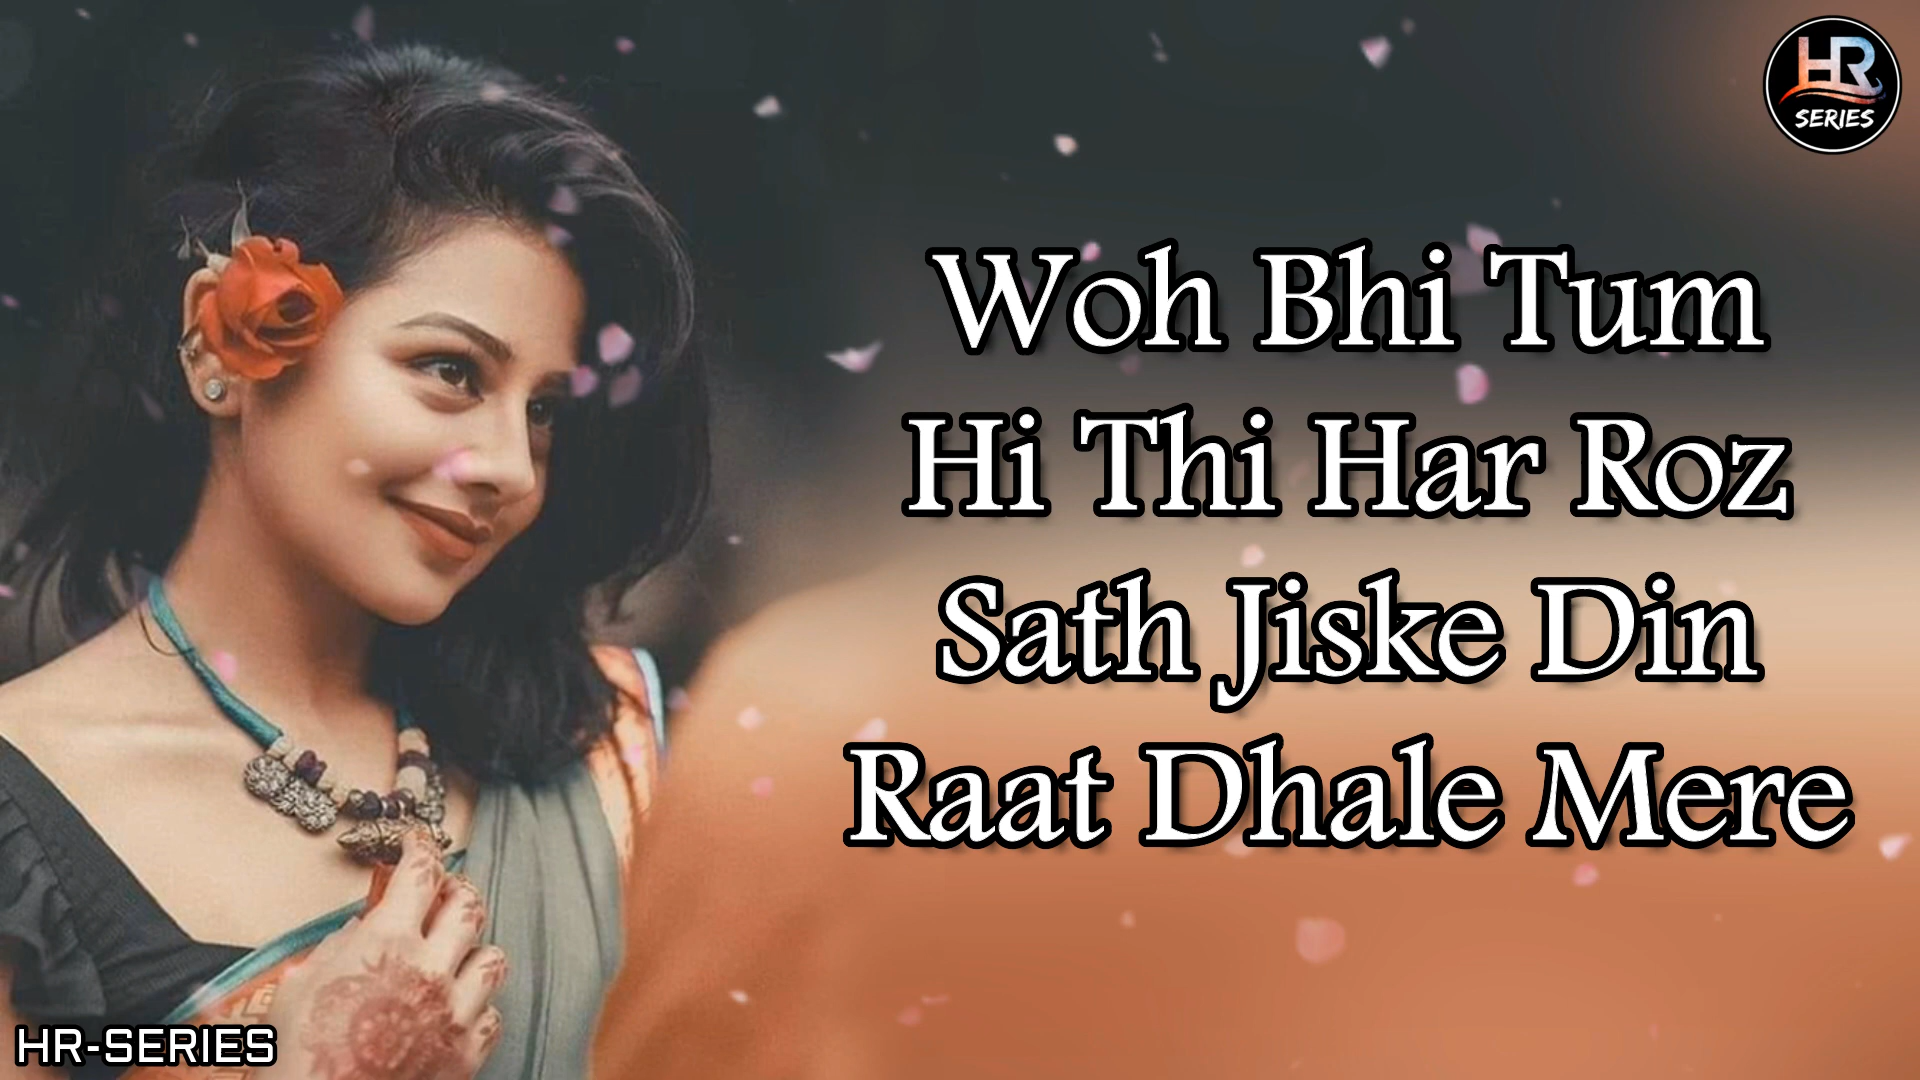 HR
SERIES
Woh Bhi Tum
Hi Thi Har Roz
Sath Jiske Din
Raat Dhale Mere
HR-SERIES